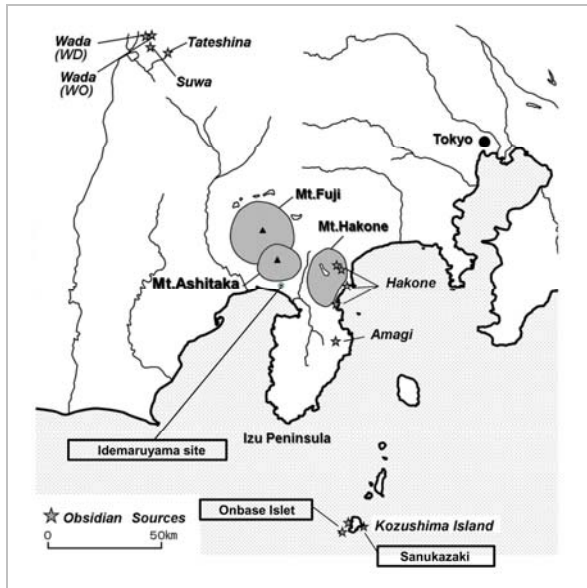 Wada
(WD)
Tateshina
Wada
(WO)
Suwa
Tokyo
Mt.Fuji
Mt.Hakone
Mt.Ashitaka
Hakone
Amagi
Idemaruyama site
Izu Peninsula
Onbase Islet
Kozushima Island
Obsidian Sources
Sanukazaki
0
50km